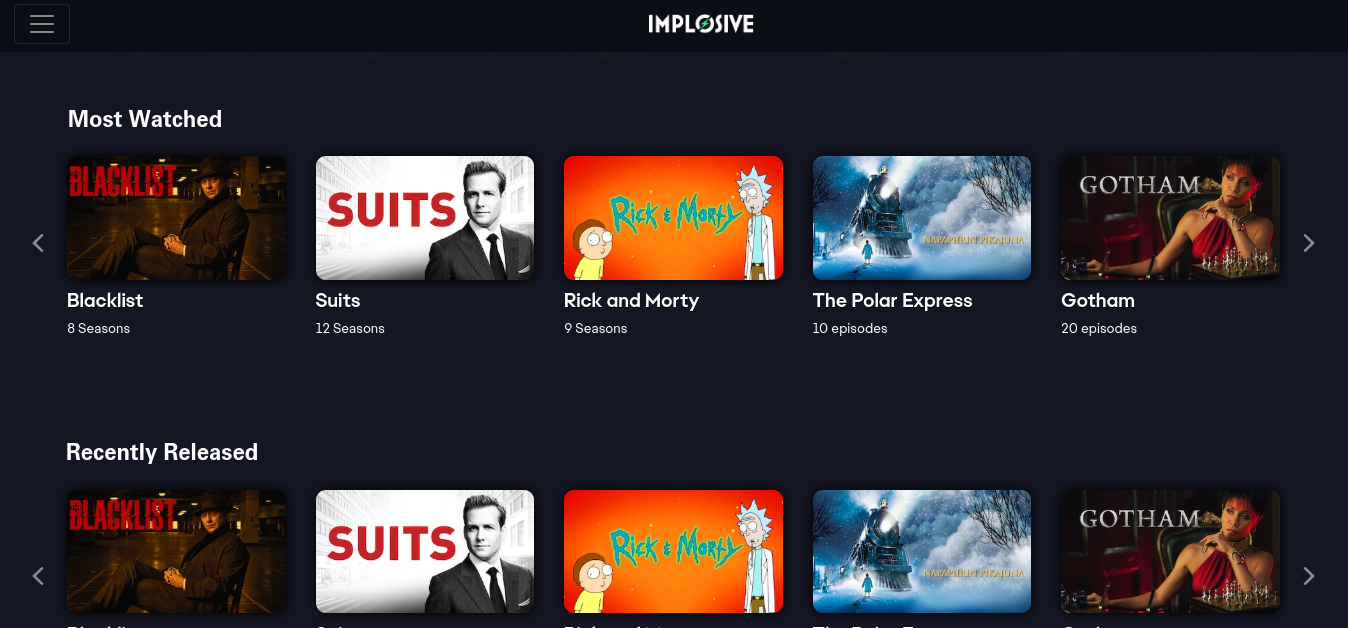 IMPLOSIVE
Most Watched
BLACKLIST
SUITS
Rick & Morty
NAPAPIIRIN PIKAJUNA
GOTHAM
Blacklist
Suits
Rick and Morty
The Polar Express
Gotham
8 Seasons
12 Seasons
9 Seasons
10 episodes
20 episodes
Recently Released
BLACKLIST
SUITS
Rick & Morty
NAPAPIIRIN PIKAJUNA
GOTHAM